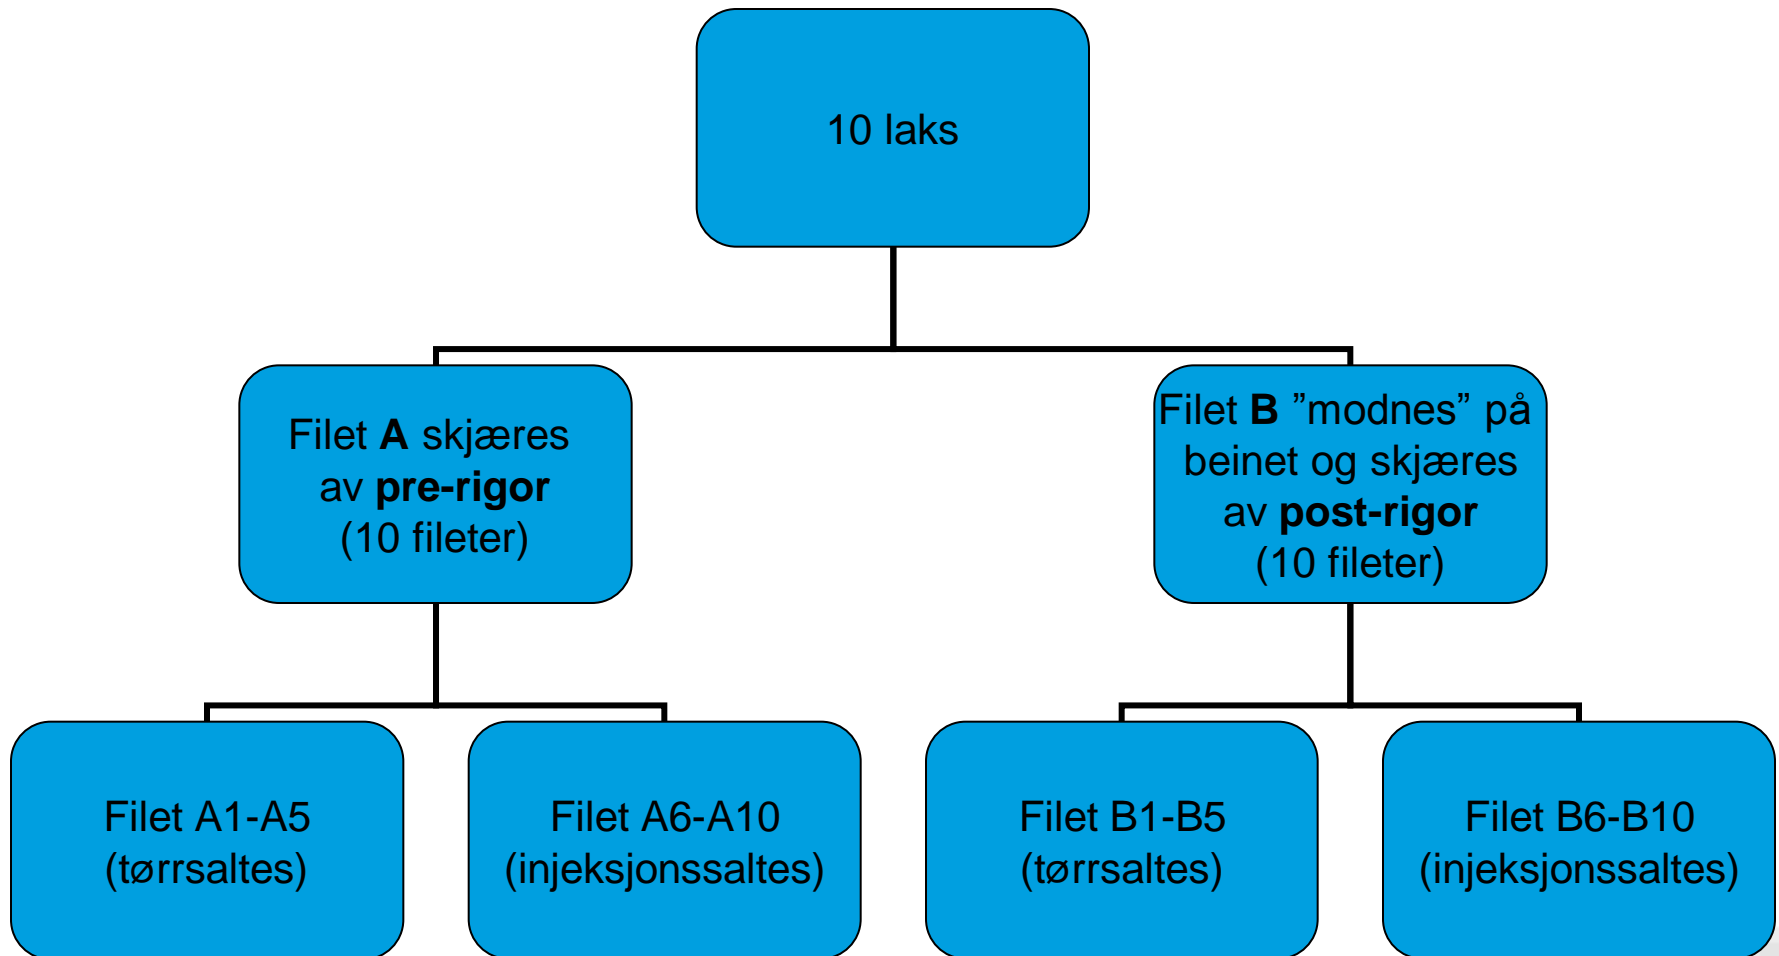 10 laks
Filet A skjæres
av pre-rigor
(10 fileter)
Filet B ”modnes” på
beinet og skjæres
av post-rigor
(10 fileter)
Filet A1-A5
(tørrsaltes)
Filet A6-A10
(injeksjonssaltes)
Filet B1-B5
(tørrsaltes)
Filet B6-B10
(injeksjonssaltes)